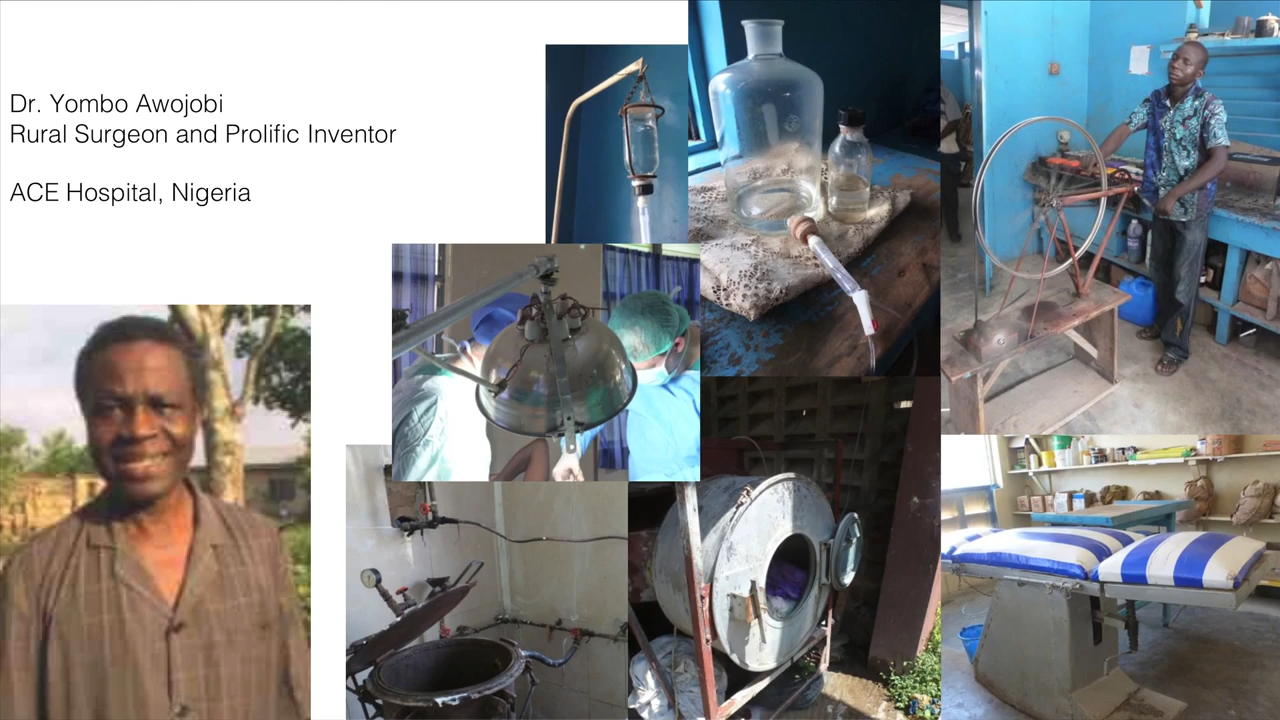 Dr. Yombo Awojobi
Rural Surgeon and Prolific Inventor
ACE Hospital, Nigeria